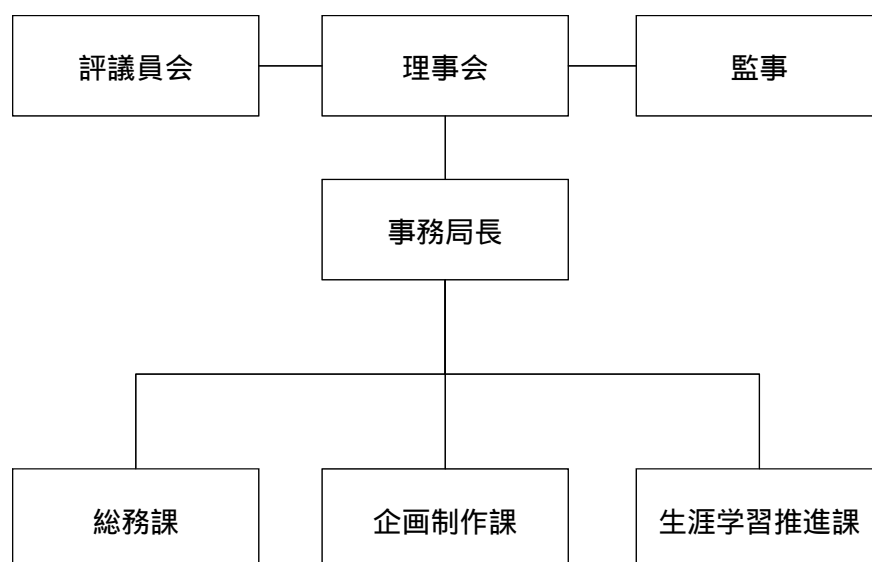 評議員会
理事会
監事
事務局長
総務課
企画制作課
生涯学習推進課